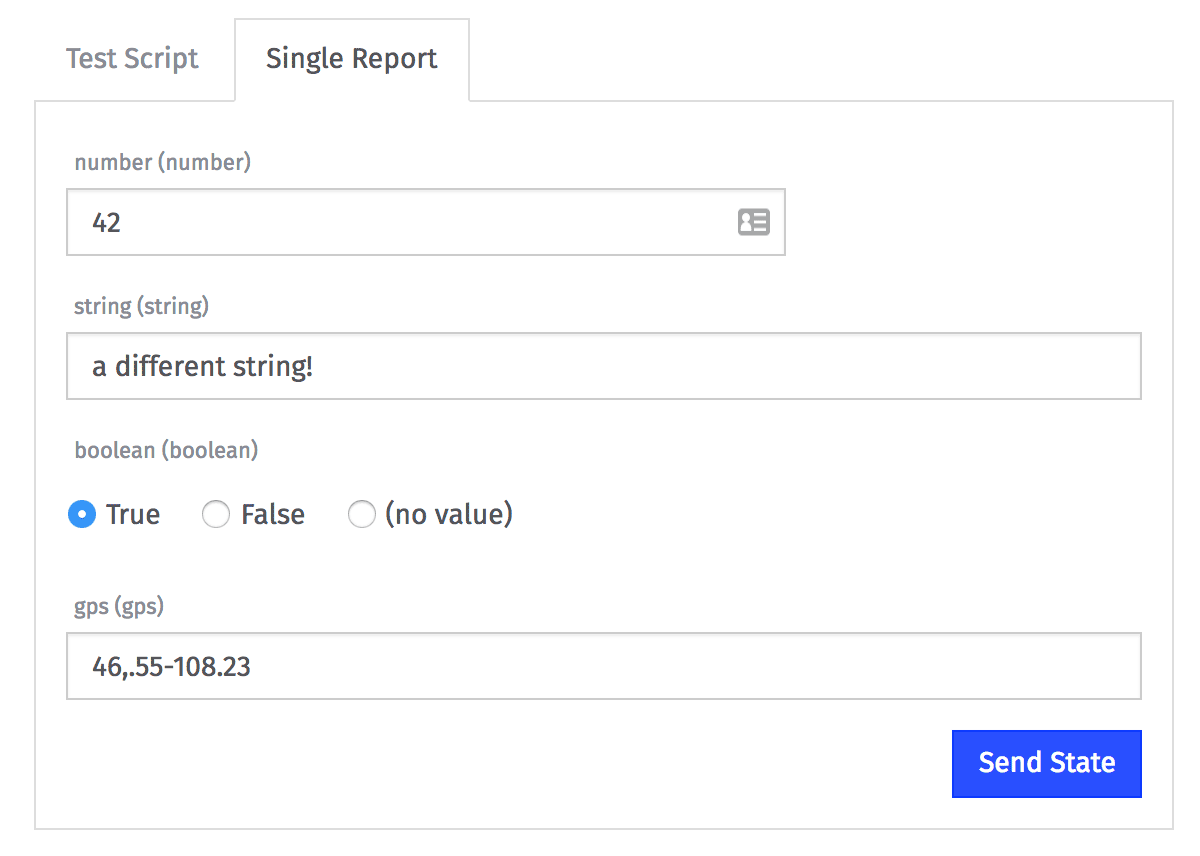 Test Script Single Report
number (number)
42
string (string)
a different string!
boolean (boolean)
True False (no value)
gps (gps)
46,.55-108.23
Send State